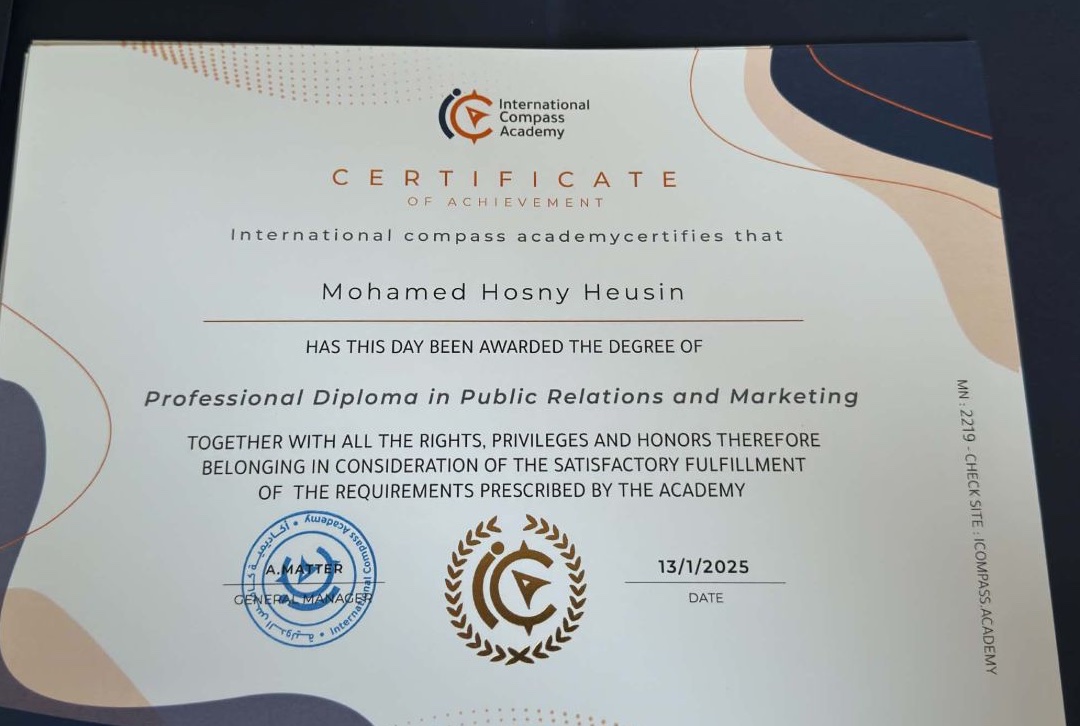 International
Compass
Academy
CERTIFICATE
OF ACHIEVEMENT
International compass academycertifies that
Mohamed Hosny Heusin
HAS THIS DAY BEEN AWARDED THE DEGREE OF
Professional Diploma in Public Relations and Marketing
TOGETHER WITH ALL THE RIGHTS, PRIVILEGES AND HONORS THEREFORE
BELONGING IN CONSIDERATION OF THE SATISFACTORY FULFILLMENT
OF THE REQUIREMENTS PRESCRIBED BY THE ACADEMY
A.MATTER
GENERAL MANAGER
International Compass Academy
13/1/2025
DATE
MN : 2219 - CHECK SITE : ICOMPASS.ACADEMY